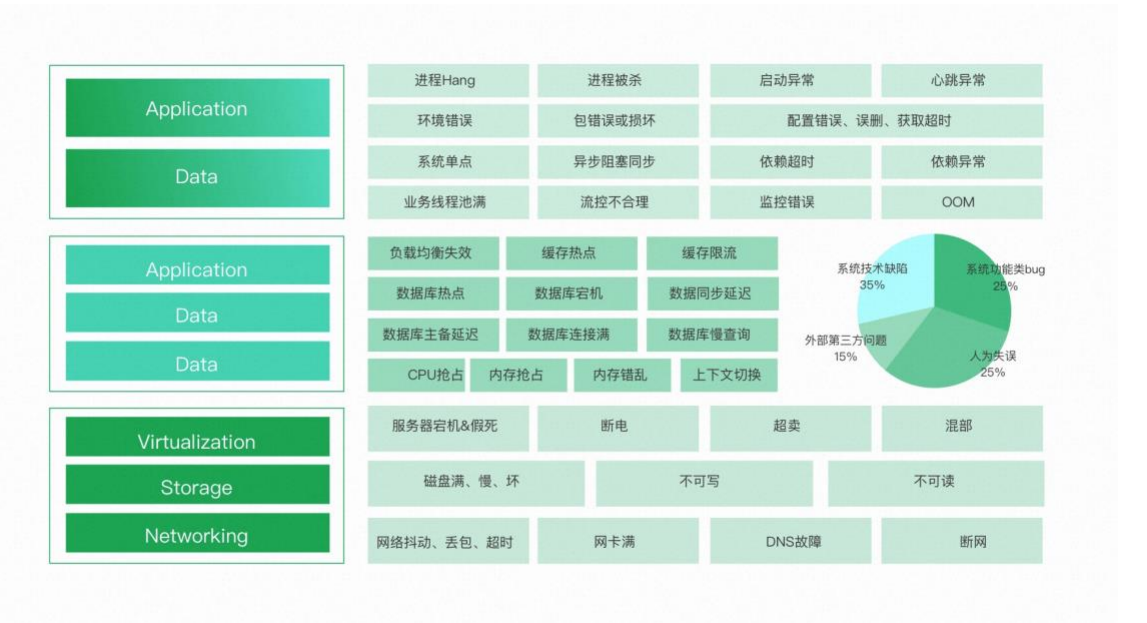 Application
Data
进程Hang
进程被杀
启动异常
心跳异常
环境错误
包错误或损坏
配置错误、误删、获取超时
系统单点
异步阻塞同步
依赖超时
依赖异常
业务线程池满
流控不合理
监控错误
OOM
Application
Data
Data
负载均衡失效
缓存热点
缓存限流
数据库热点
数据库宕机
数据同步延迟
数据库主备延迟
数据库连接满
数据库慢查询
CPU抢占
内存抢占
内存错乱
上下文切换
系统技术缺陷
35%
系统功能类bug
25%
外部第三方问题
15%
人为失误
25%
Virtualization
Storage
Networking
服务器宕机&假死
断电
超卖
混部
磁盘满、慢、坏
不可写
不可读
网络抖动、丢包、超时
网卡满
DNS故障
断网